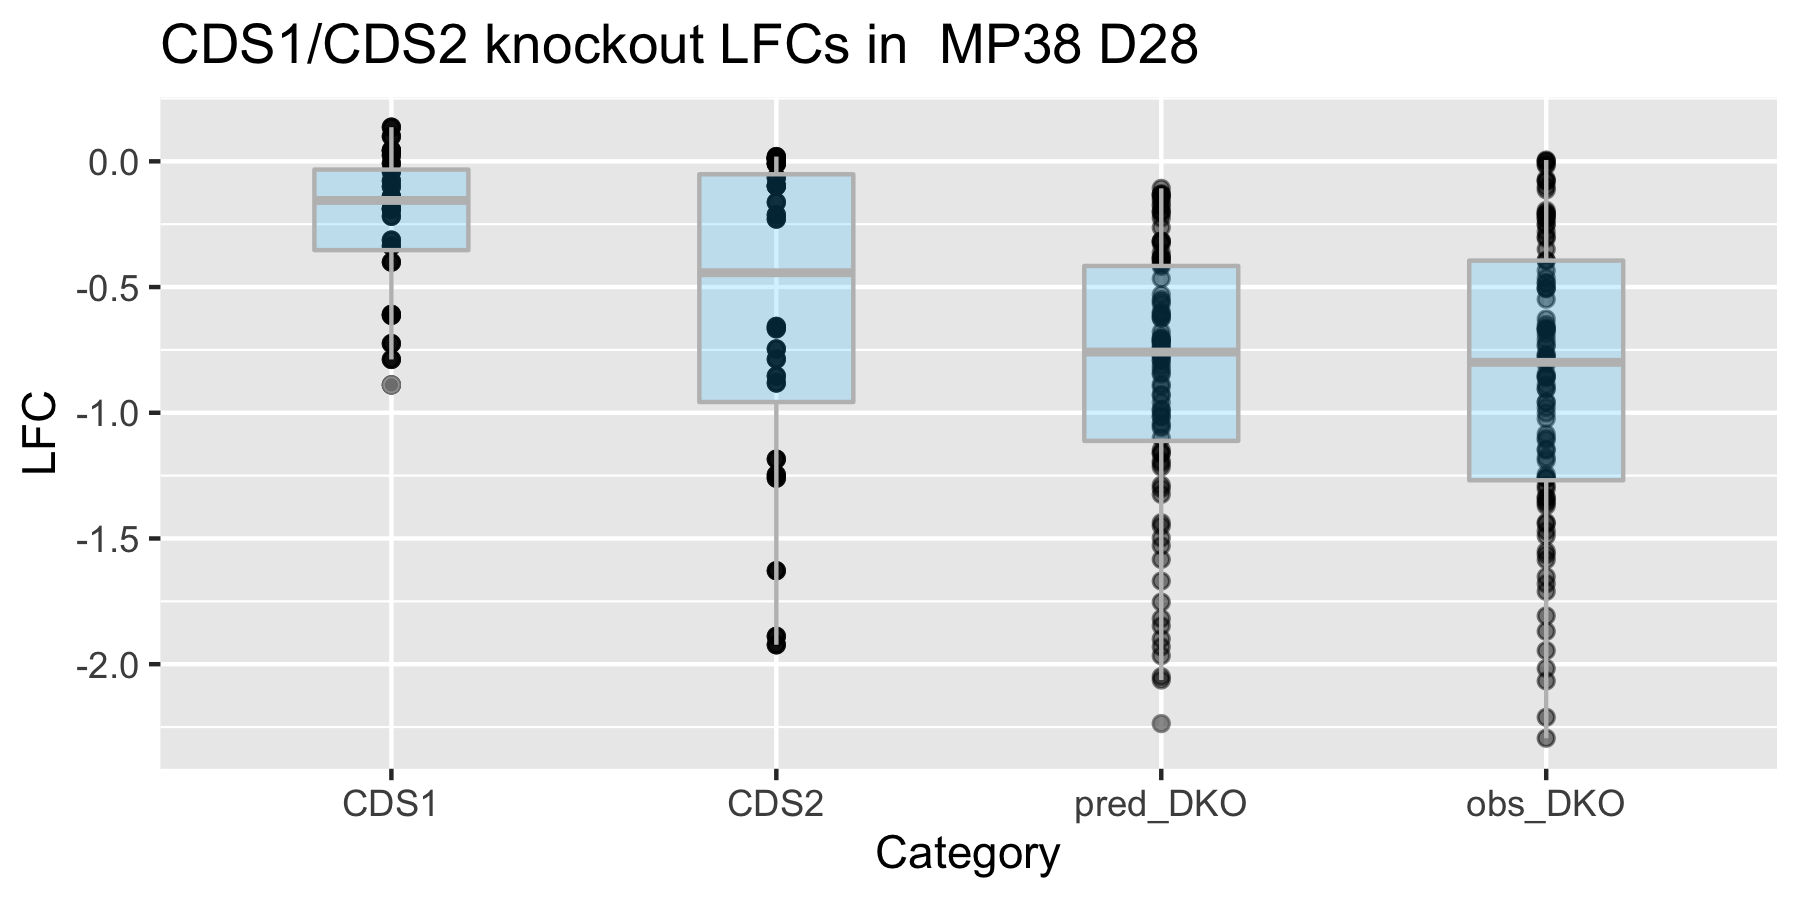 CDS1/CDS2 knockout LFCs in  MP38 D28
0.0
-0.5
-1.0
-1.5
-2.0
LFC
CDS1
CDS2
pred_DKO
obs_DKO
Category